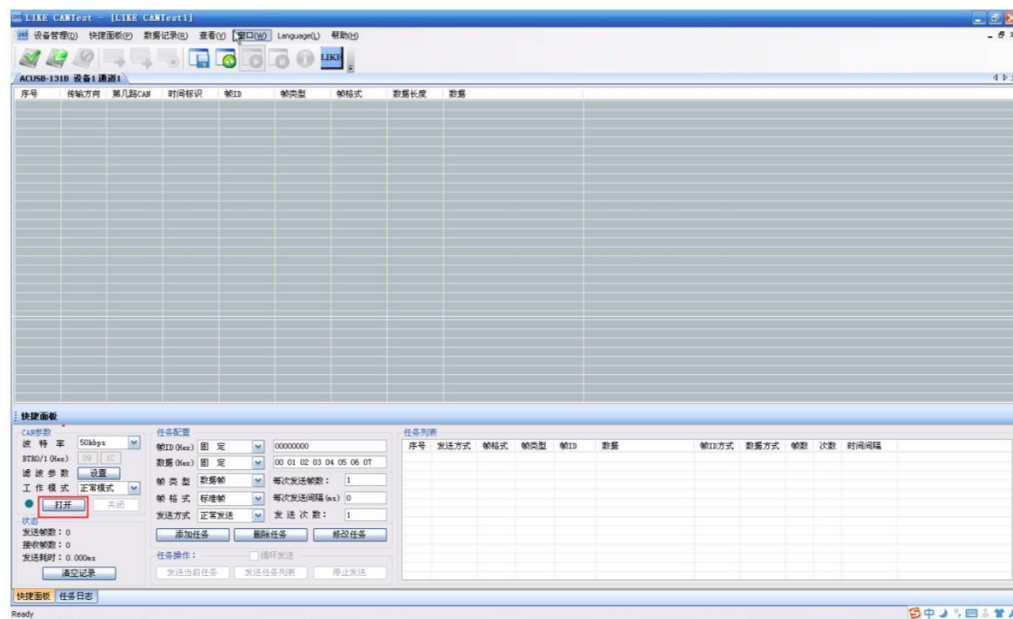 LIKE CANTest - [LIKE CANTest1]
设备管理(D) 快捷面板(P) 数据记录(R) 查看(V) 窗口(W) Language(L) 帮助(H)
LIKE
ACUSB-131B 设备1 通道1
序号 传输方向 第几路CAN 时间标识 帧ID 帧类型 帧格式 数据长度 数据
快捷面板
CAN参数
波 特 率 50kbps
BTR0/1(Hex) 09 1C
滤 波 参 数 设置
工 作 模 式 正常模式
打开 关闭
状态
发送帧数：0
接收帧数：0
发送耗时：0.000ms
清空记录
任务配置
帧ID(Hex) 固 定 00000000
数据(Hex) 固 定 00 01 02 03 04 05 06 07
帧 类 型 数据帧 每次发送帧数： 1
帧 格 式 标准帧 每次发送间隔(ms) 0
发送方式 正常发送 发 送 次 数： 1
添加任务 删除任务 修改任务
任务操作： 循环发送
发送当前任务 发送任务列表 停止发送
任务列表
序号 发送方式 帧格式 帧类型 帧ID 数据 帧ID方式 数据方式 帧数 次数 时间间隔
快捷面板 任务日志
Ready
中